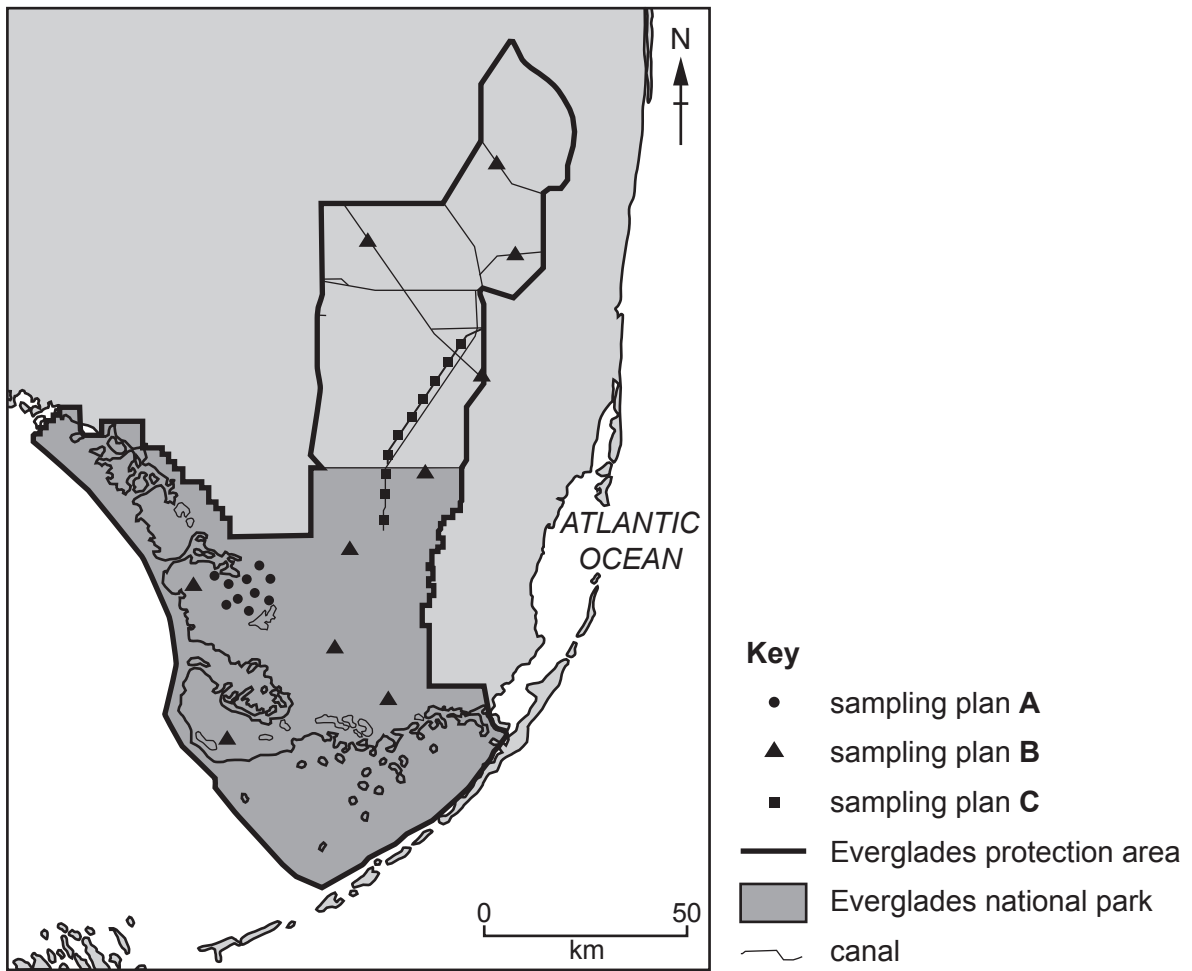 N
ATLANTIC
OCEAN
0 50
km
Key
sampling plan A
sampling plan B
sampling plan C
Everglades protection area
Everglades national park
canal